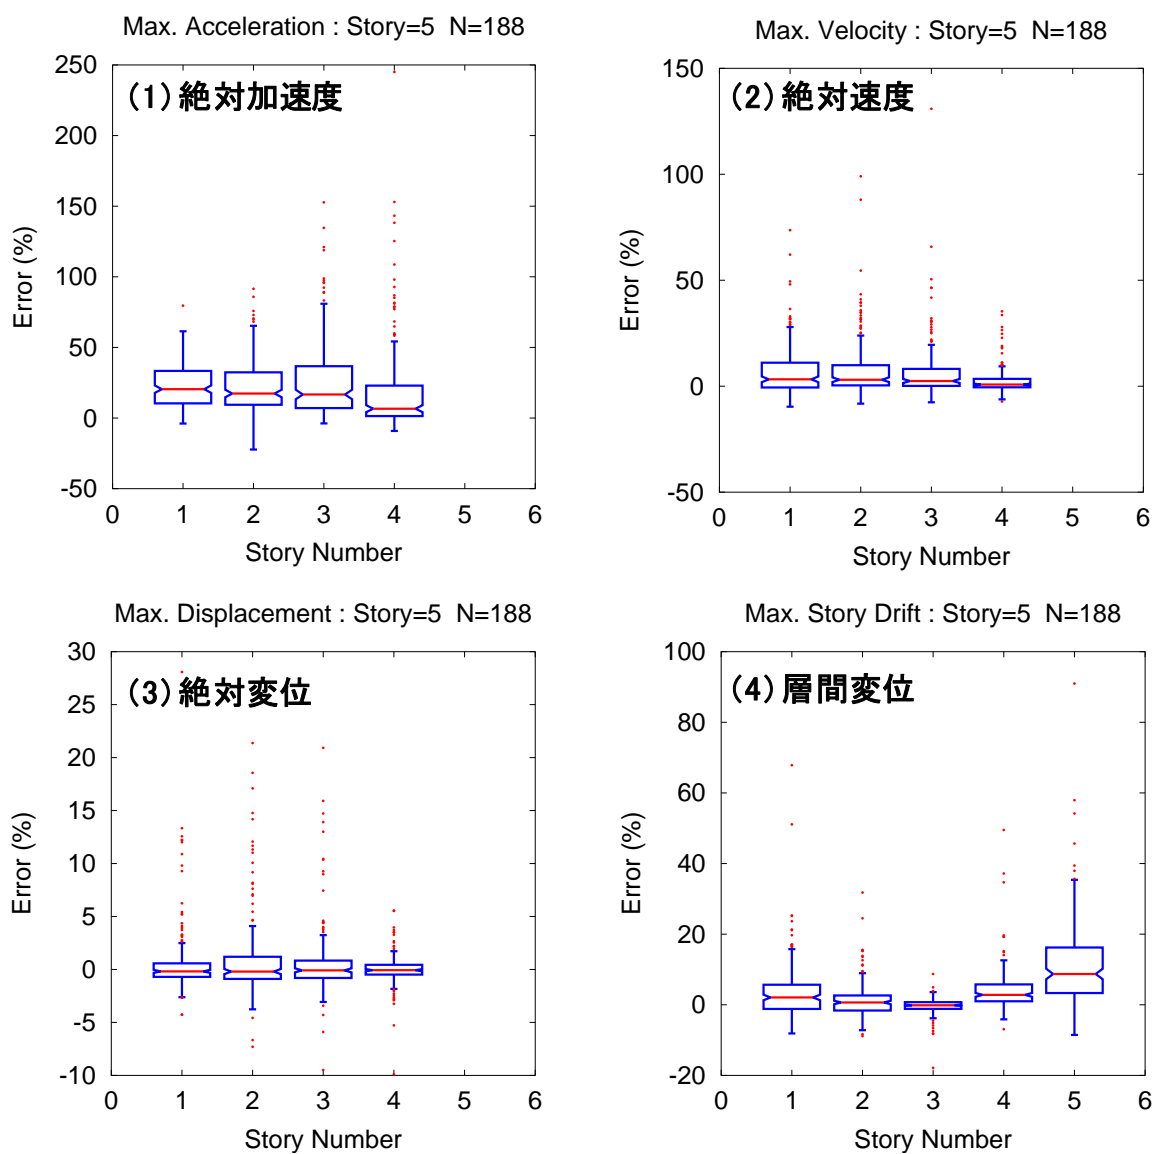 Max. Acceleration : Story=5 N=188
(1)絶対加速度
250
200
150
100
50
0
-50
Error (%)
0 1 2 3 4 5 6
Story Number
Max. Velocity : Story=5 N=188
(2)絶対速度
150
100
50
0
-50
Error (%)
0 1 2 3 4 5 6
Story Number
Max. Displacement : Story=5 N=188
(3)絶対変位
30
25
20
15
10
5
0
-5
-10
Error (%)
0 1 2 3 4 5 6
Story Number
Max. Story Drift : Story=5 N=188
(4)層間変位
100
80
60
40
20
0
-20
Error (%)
0 1 2 3 4 5 6
Story Number